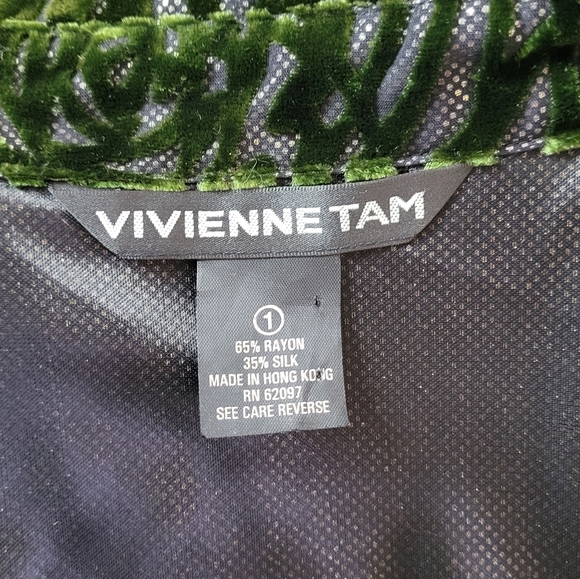 VIVIENNE TAM
1
65% RAYON
35% SILK
MADE IN HONG KONG
RN 62097
SEE CARE REVERSE